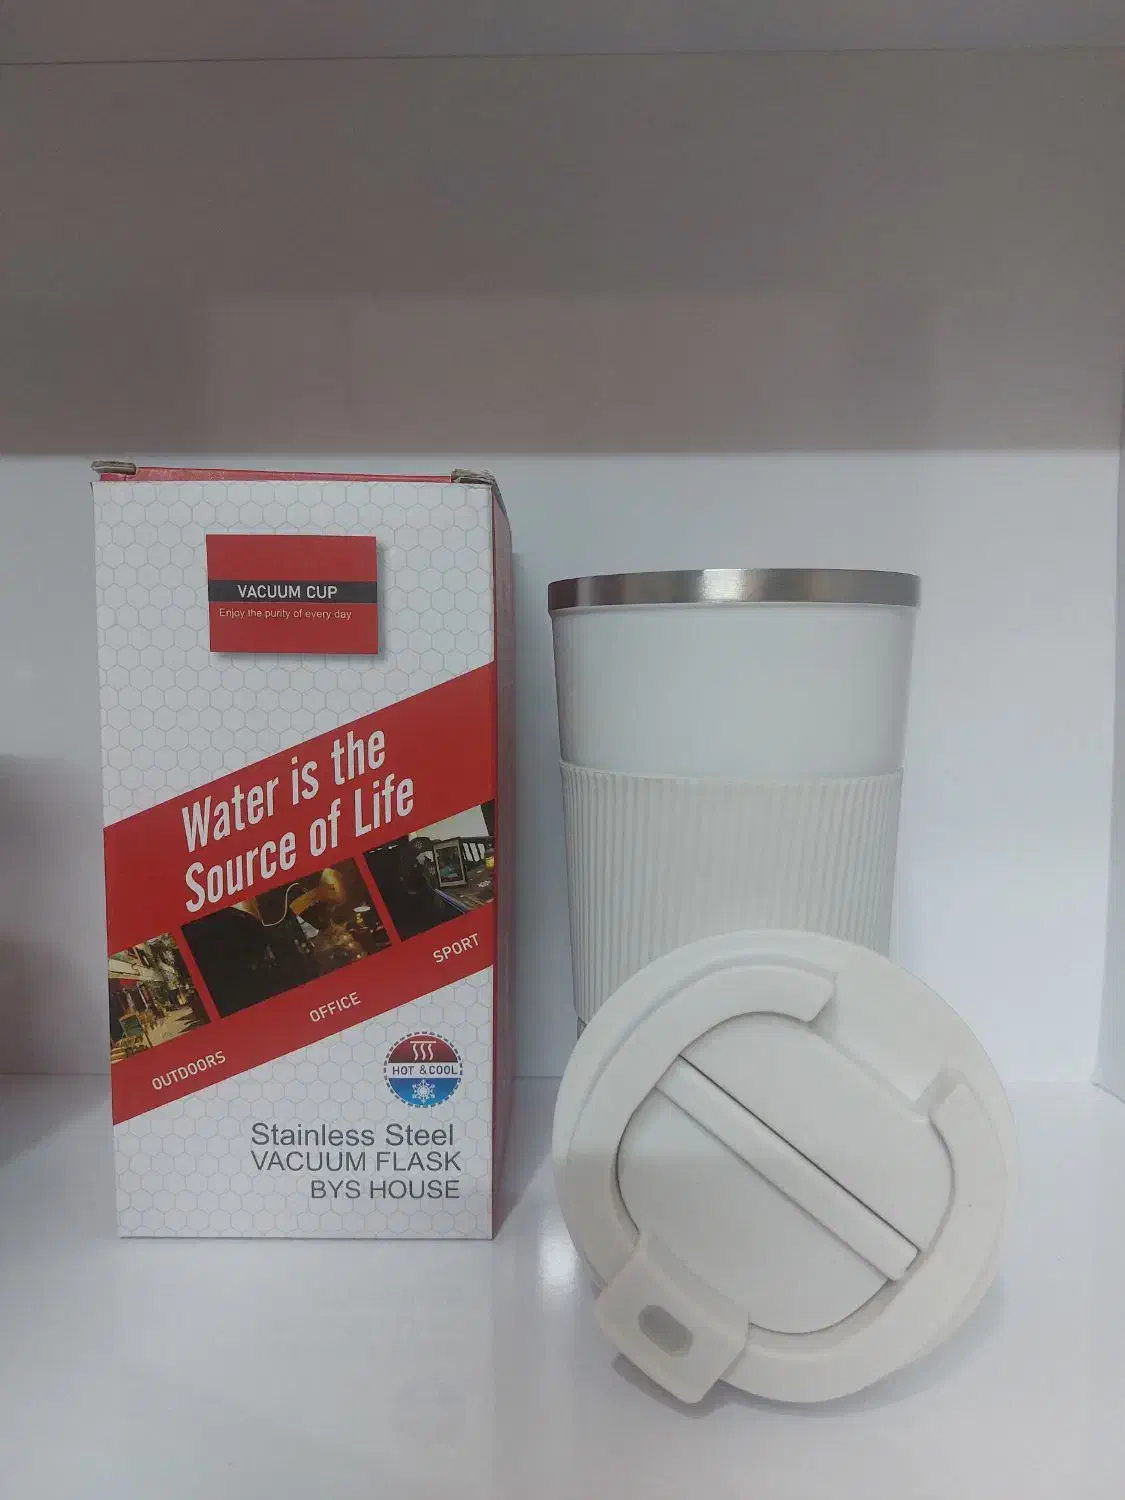 VACUUM CUP
Enjoy the purity of every day
Water is the
Source of Life
OUTDOORS
OFFICE
SPORT
HOT & COOL
Stainless Steel
VACUUM FLASK
BYS HOUSE